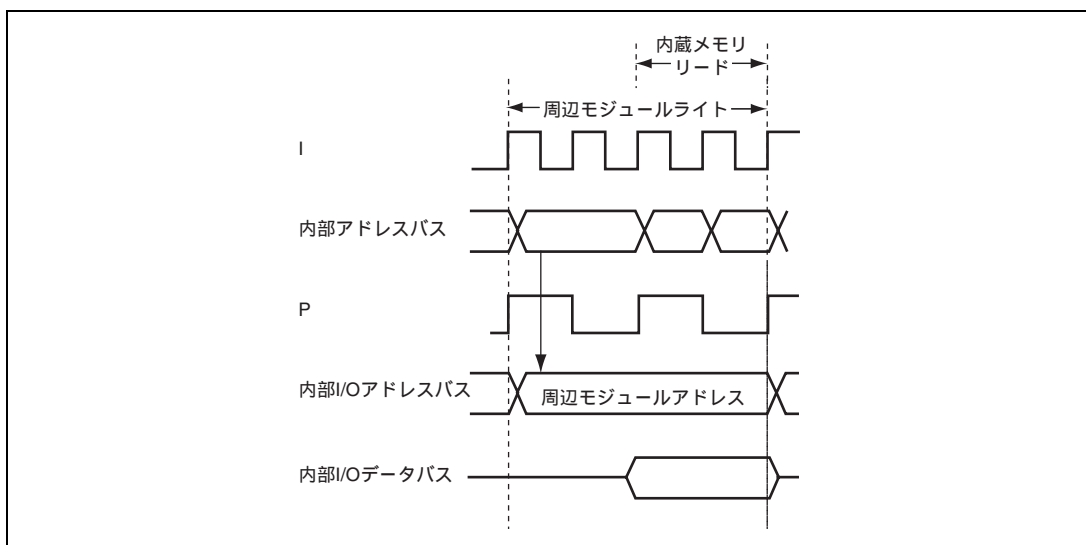 内蔵メモリ
リード
周辺モジュールライト
I
内部アドレスバス
P
内部I/Oアドレスバス
周辺モジュールアドレス
内部I/Oデータバス